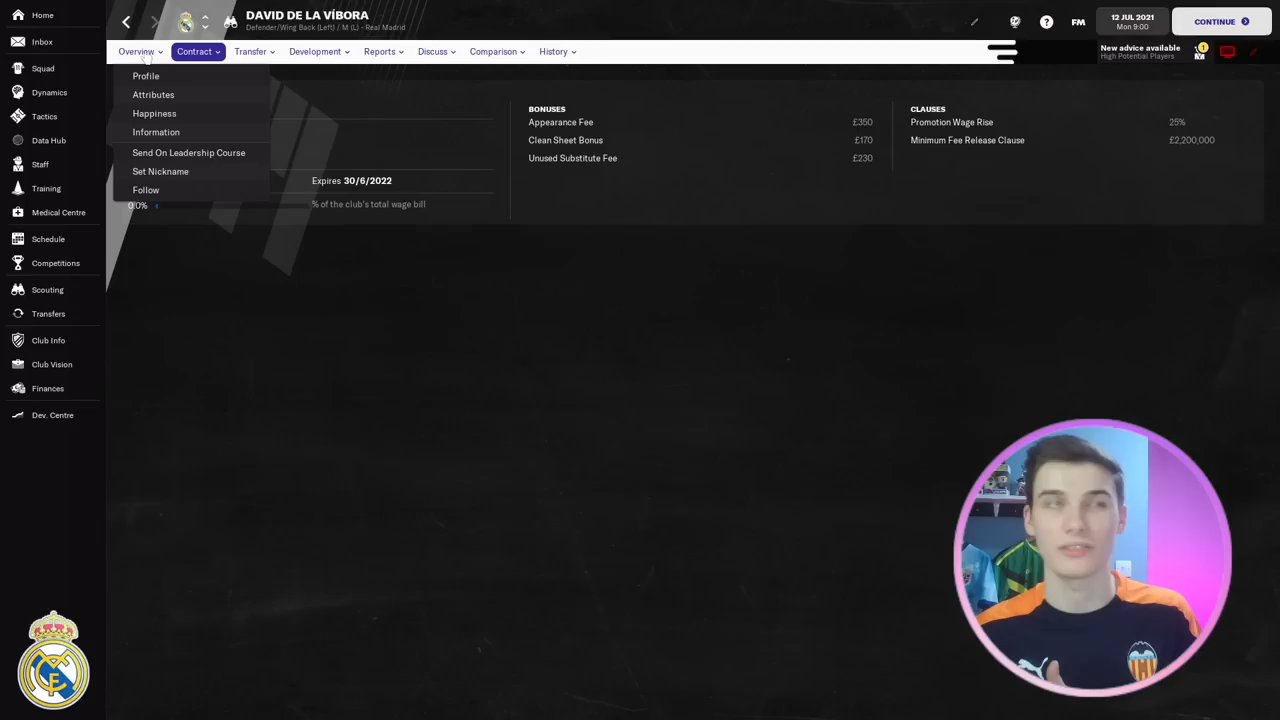 DAVID DE LA VÍBORA
Defender/Wing Back (Left) / M (L) - Real Madrid
FM
12 JUL 2021
Mon 9:00
CONTINUE
Home
Inbox
Squad
Dynamics
Tactics
Data Hub
Staff
Training
Medical Centre
Schedule
Competitions
Scouting
Transfers
Club Info
Club Vision
Finances
Dev. Centre
Overview
Contract
Transfer
Development
Reports
Discuss
Comparison
History
New advice available
High Potential Players
1
Profile
Attributes
Happiness
Information
Send On Leadership Course
Set Nickname
Follow
0.0%
Expires 30/6/2022
% of the club's total wage bill
BONUSES
Appearance Fee £350
Clean Sheet Bonus £170
Unused Substitute Fee £230
CLAUSES
Promotion Wage Rise 25%
Minimum Fee Release Clause £2,200,000